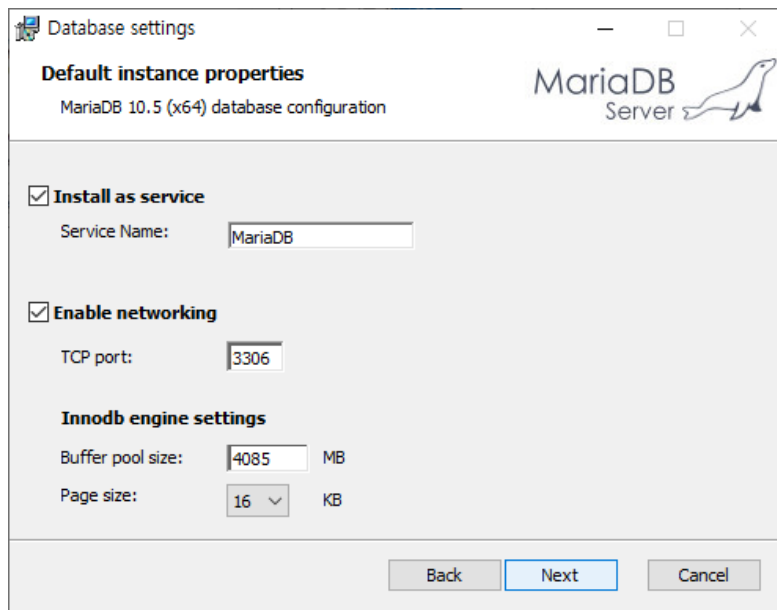 Database settings
Default instance properties
MariaDB 10.5 (x64) database configuration
MariaDB
Server
Install as service
Service Name: MariaDB
Enable networking
TCP port: 3306
Innodb engine settings
Buffer pool size: 4085 MB
Page size: 16 KB
Back Next Cancel